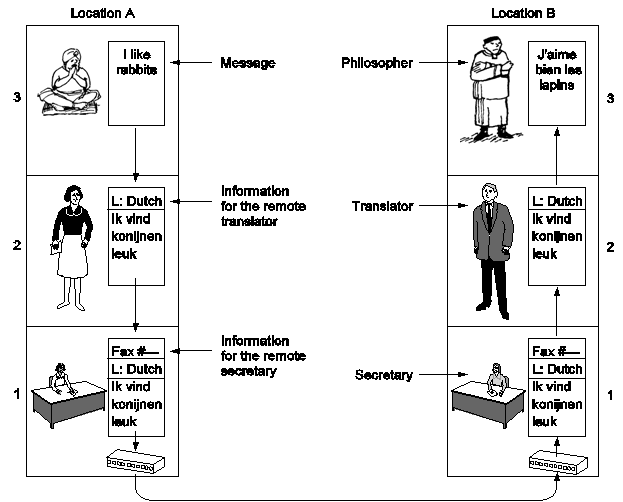 Location A
Location B
I like
rabbits
Message
Philosopher
J'aime
bien les
lapins
3
3
L: Dutch
Ik vind
konijnen
leuk
Information
for the remote
translator
Translator
L: Dutch
Ik vind
konijnen
leuk
2
2
Fax #—
L: Dutch
Ik vind
konijnen
leuk
Information
for the remote
secretary
Secretary
Fax #—
L: Dutch
Ik vind
konijnen
leuk
1
1